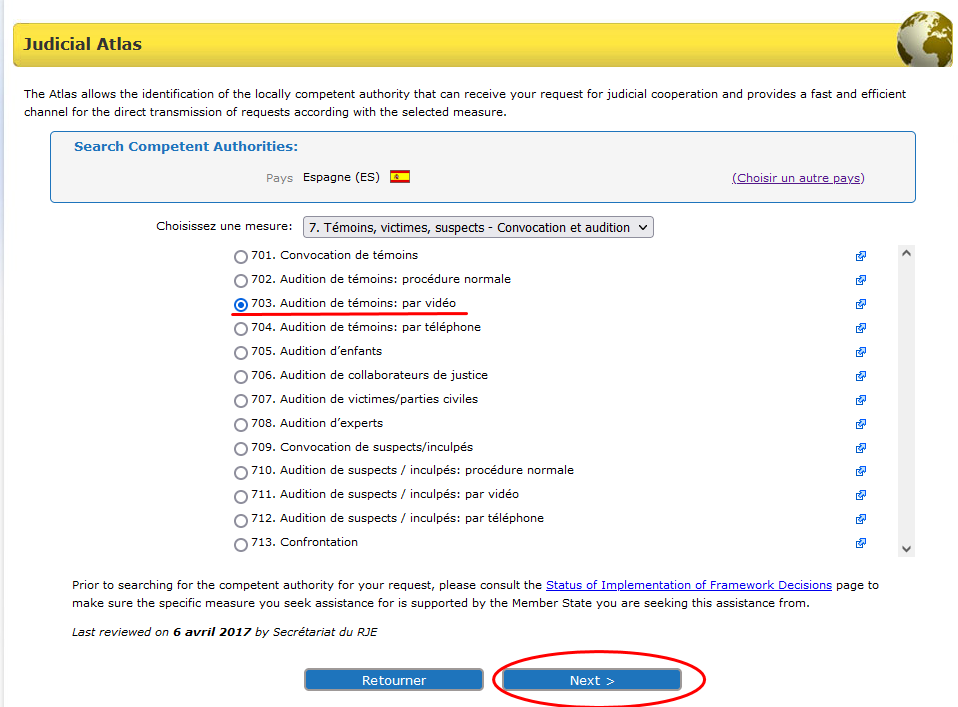 Judicial Atlas
The Atlas allows the identification of the locally competent authority that can receive your request for judicial cooperation and provides a fast and efficient
channel for the direct transmission of requests according with the selected measure.
Search Competent Authorities:
Pays Espagne (ES) (Choisir un autre pays)
Choisissez une mesure: 7. Témoins, victimes, suspects - Convocation et audition
701. Convocation de témoins
702. Audition de témoins: procédure normale
703. Audition de témoins: par vidéo
704. Audition de témoins: par téléphone
705. Audition d’enfants
706. Audition de collaborateurs de justice
707. Audition de victimes/parties civiles
708. Audition d’experts
709. Convocation de suspects/inculpés
710. Audition de suspects / inculpés: procédure normale
711. Audition de suspects / inculpés: par vidéo
712. Audition de suspects / inculpés: par téléphone
713. Confrontation
Prior to searching for the competent authority for your request, please consult the Status of Implementation of Framework Decisions page to
make sure the specific measure you seek assistance for is supported by the Member State you are seeking this assistance from.
Last reviewed on 6 avril 2017 by Secrétariat du RJE
Retourner Next >